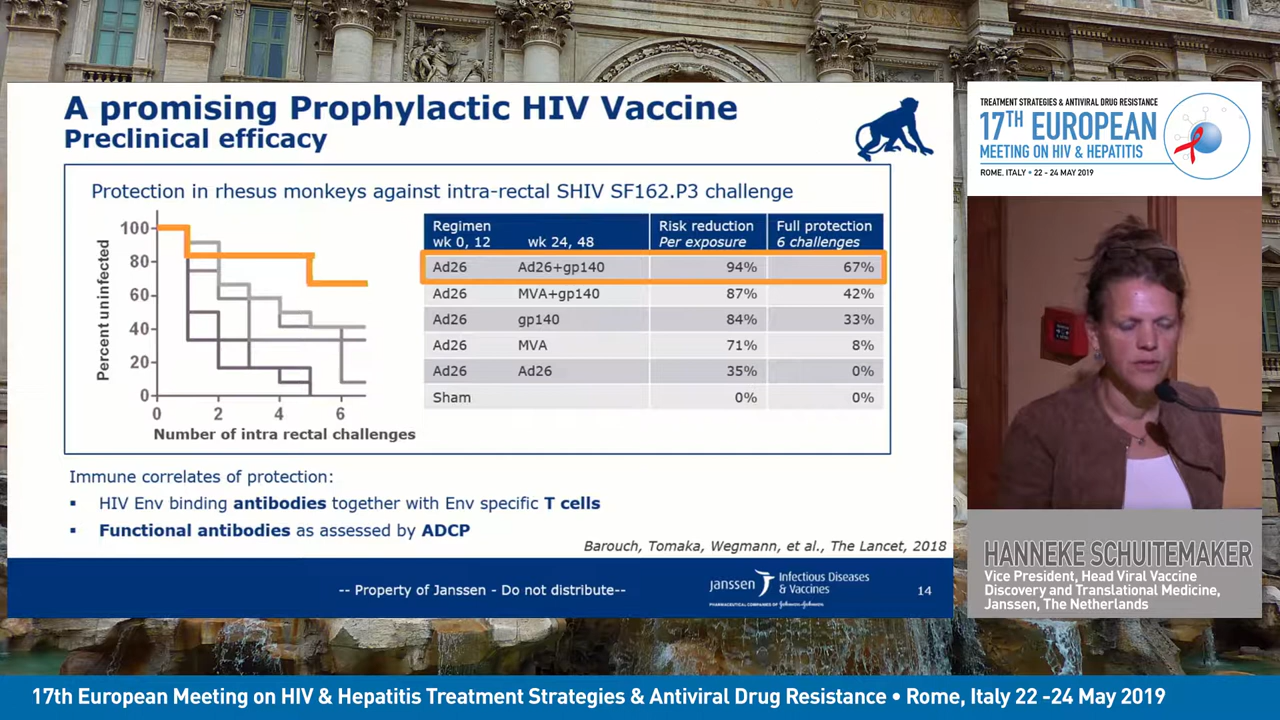 A promising Prophylactic HIV Vaccine
Preclinical efficacy
Protection in rhesus monkeys against intra-rectal SHIV SF162.P3 challenge
Percent uninfected
100
80
60
40
20
0
0 2 4 6
Number of intra rectal challenges
Regimen Risk reduction Full protection
wk 0, 12 wk 24, 48 Per exposure 6 challenges
Ad26 Ad26+gp140 94% 67%
Ad26 MVA+gp140 87% 42%
Ad26 gp140 84% 33%
Ad26 MVA 71% 8%
Ad26 Ad26 35% 0%
Sham 0% 0%
Immune correlates of protection:
▪ HIV Env binding antibodies together with Env specific T cells
▪ Functional antibodies as assessed by ADCP
Barouch, Tomaka, Wegmann, et al., The Lancet, 2018
-- Property of Janssen - Do not distribute--
janssen Infectious Diseases
& Vaccines
PHARMACEUTICAL COMPANIES OF Johnson-Johnson
14
TREATMENT STRATEGIES & ANTIVIRAL DRUG RESISTANCE
17TH EUROPEAN
MEETING ON HIV & HEPATITIS
ROME, ITALY • 22 - 24 MAY 2019
HANNEKE SCHUITEMAKER
Vice President, Head Viral Vaccine
Discovery and Translational Medicine,
Janssen, The Netherlands
17th European Meeting on HIV & Hepatitis Treatment Strategies & Antiviral Drug Resistance • Rome, Italy 22 -24 May 2019